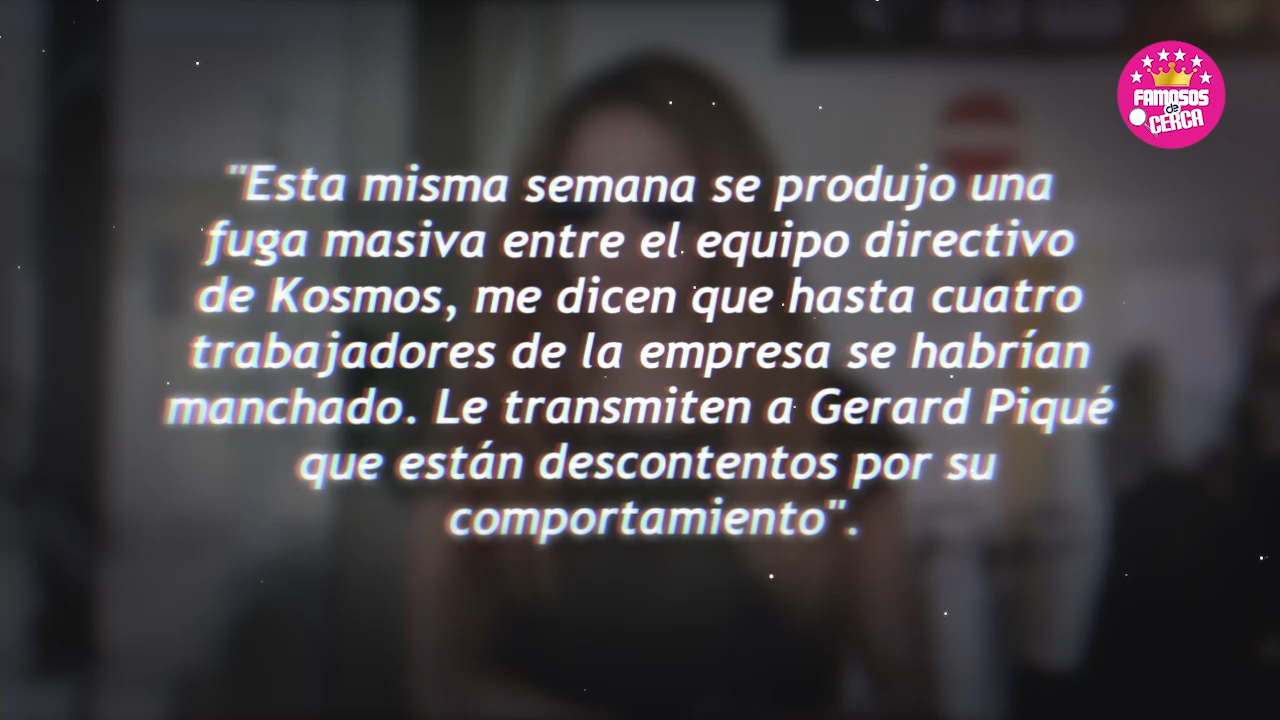 FAMOSOS
de
CERCA
"Esta misma semana se produjo una
fuga masiva entre el equipo directivo
de Kosmos, me dicen que hasta cuatro
trabajadores de la empresa se habrían
manchado. Le transmiten a Gerard Piqué
que están descontentos por su
comportamiento".